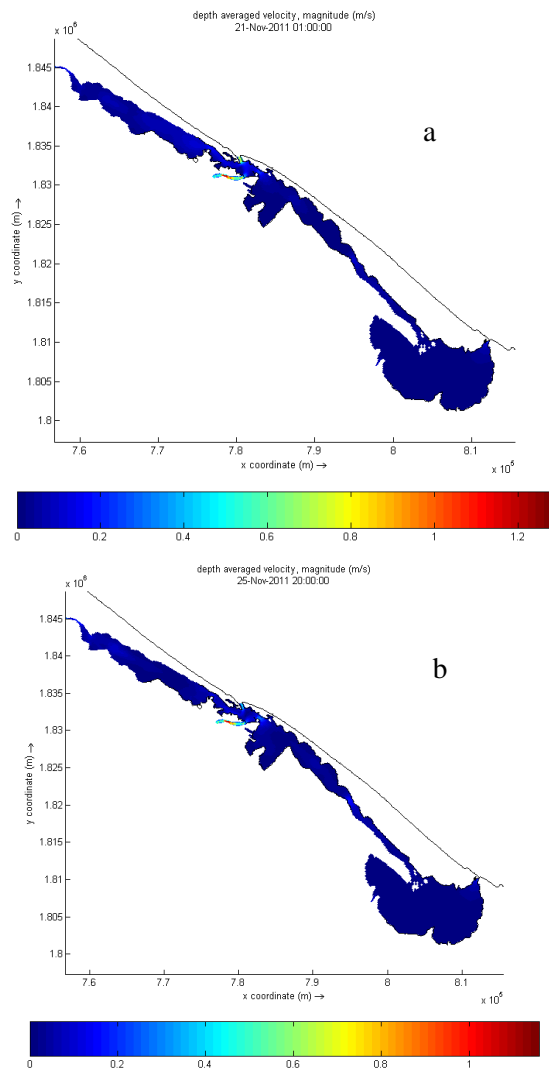 depth averaged velocity, magnitude (m/s)
21-Nov-2011 01:00:00
x 10⁶
1.845
1.84
1.835
1.83
1.825
1.82
1.815
1.81
1.805
1.8
y coordinate (m) →
a
7.6 7.7 7.8 7.9 8 8.1
x coordinate (m) →
x 10⁵
0 0.2 0.4 0.6 0.8 1 1.2
depth averaged velocity, magnitude (m/s)
25-Nov-2011 20:00:00
x 10⁶
1.845
1.84
1.835
1.83
1.825
1.82
1.815
1.81
1.805
1.8
y coordinate (m) →
b
7.6 7.7 7.8 7.9 8 8.1
x coordinate (m) →
x 10⁵
0 0.2 0.4 0.6 0.8 1